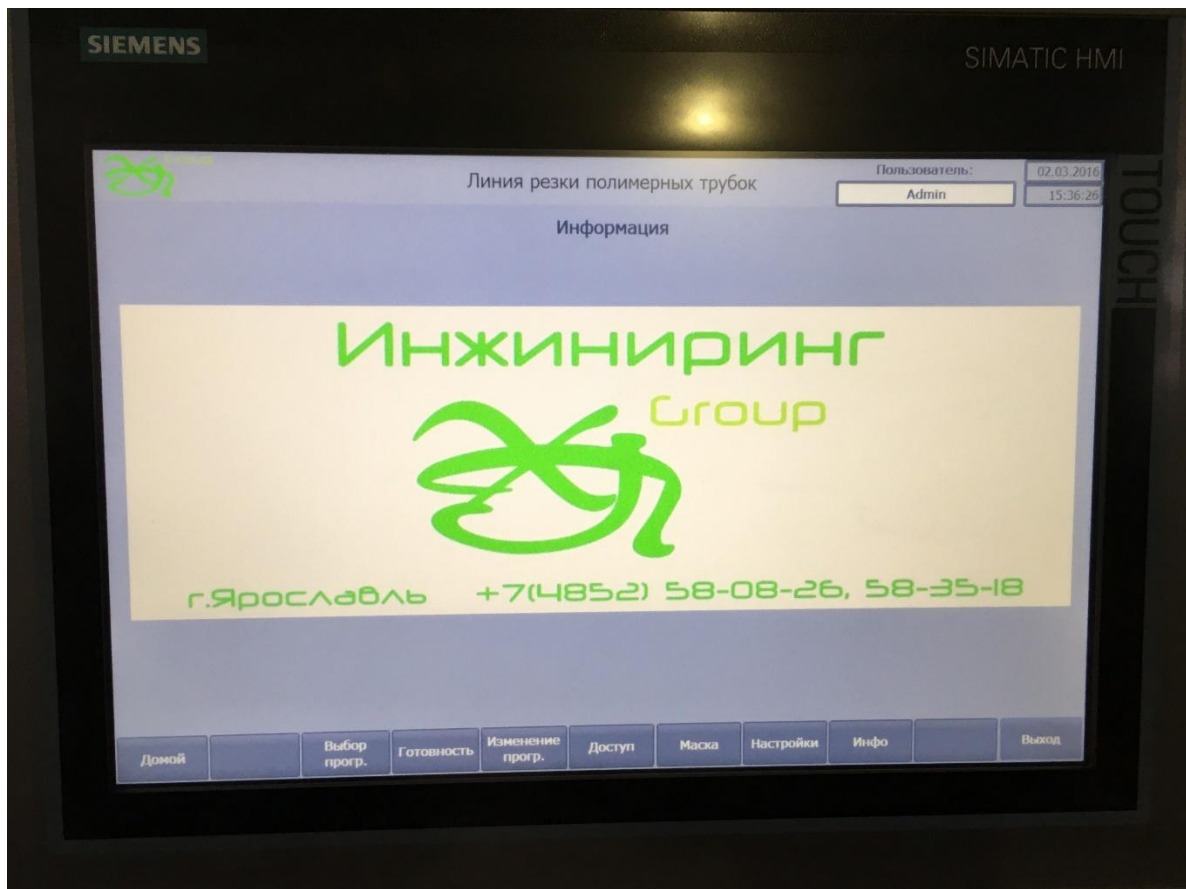 SIEMENS
SIMATIC HMI
TOUCH
Линия резки полимерных трубок
Пользователь:
Admin
02.03.2016
15:36:26
Информация
Инжиниринг
Group
г.Ярославль +7(4852) 58-08-26, 58-35-18
Домой
Выбор
прогр.
Готовность
Изменение
прогр.
Доступ
Маска
Настройки
Инфо
Выход